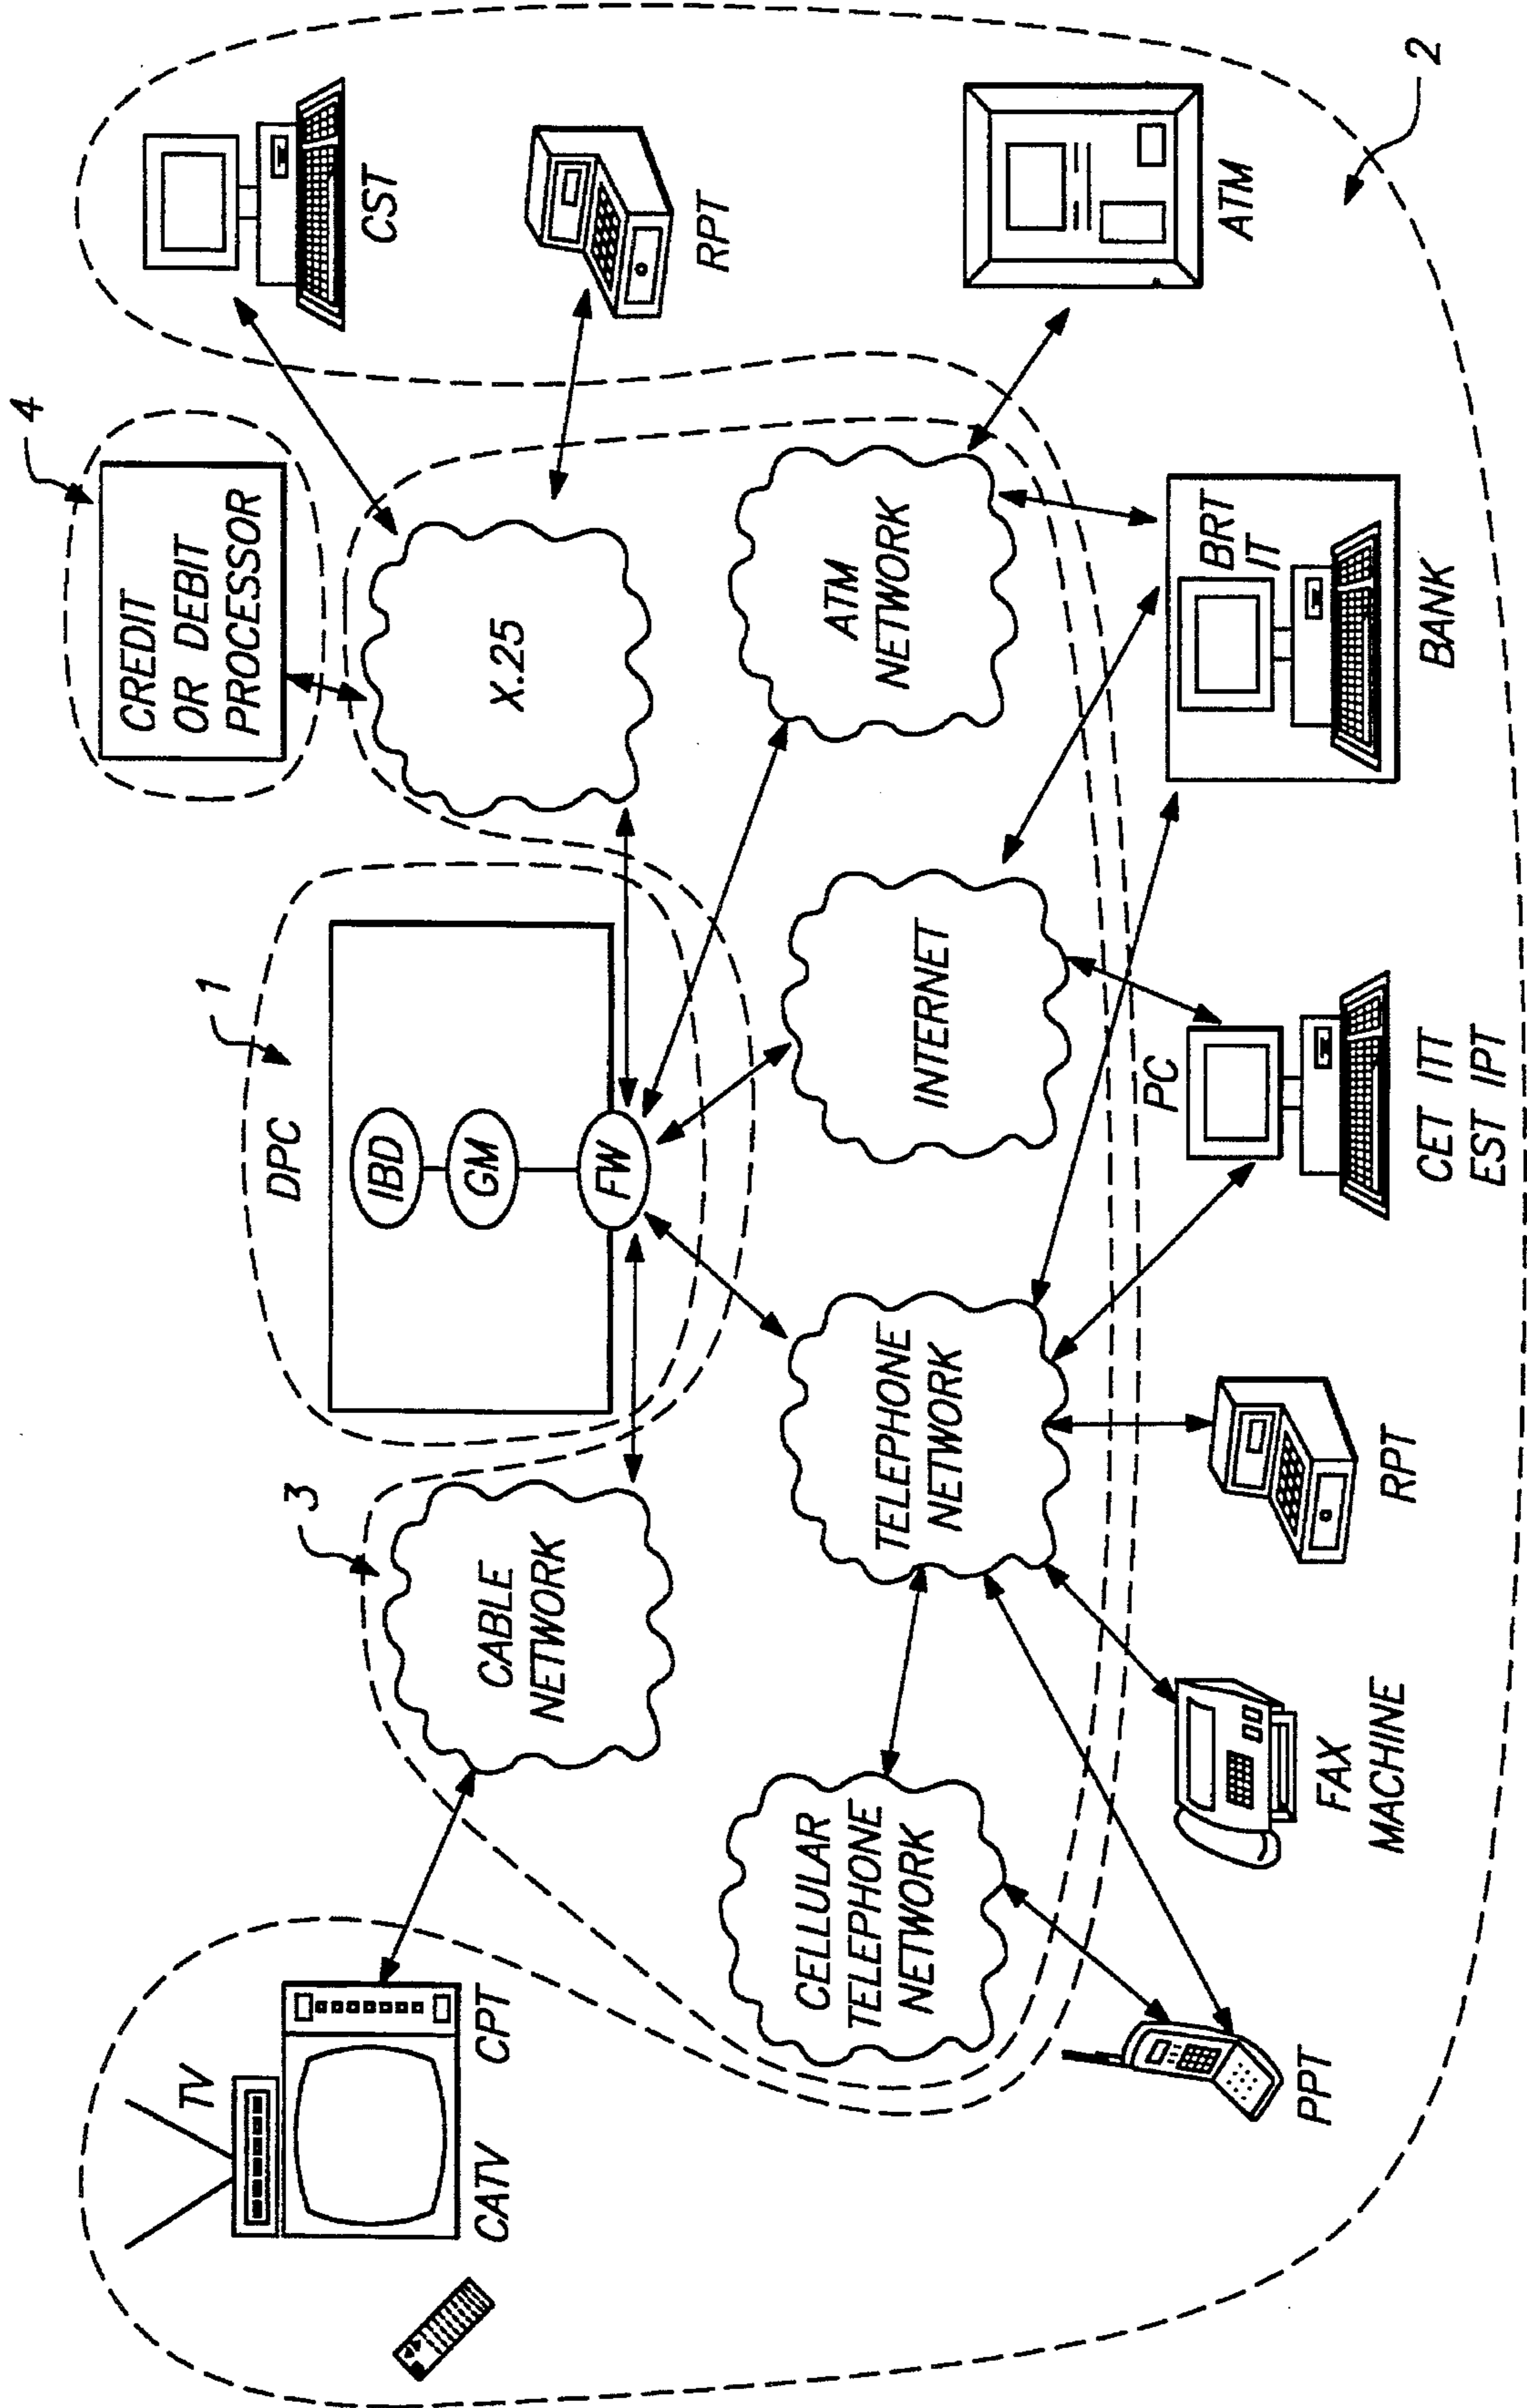 4
CREDIT
OR DEBIT
PROCESSOR
CST
1
DPC
IBD
GM
FW
X.25
RPT
3
CABLE
NETWORK
TV
CPT
CATV
CELLULAR
TELEPHONE
NETWORK
TELEPHONE
NETWORK
INTERNET
ATM
NETWORK
ATM
PPT
FAX
MACHINE
RPT
PC
CET ITT
EST IPT
BRT
IT
BANK
2